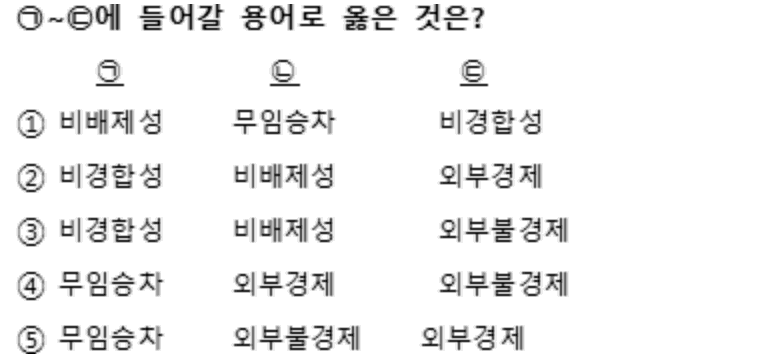 ㉠~㉢에 들어갈 용어로 옳은 것은?
㉠ ㉡ ㉢
① 비배제성 무임승차 비경합성
② 비경합성 비배제성 외부경제
③ 비경합성 비배제성 외부불경제
④ 무임승차 외부경제 외부불경제
⑤ 무임승차 외부불경제 외부경제